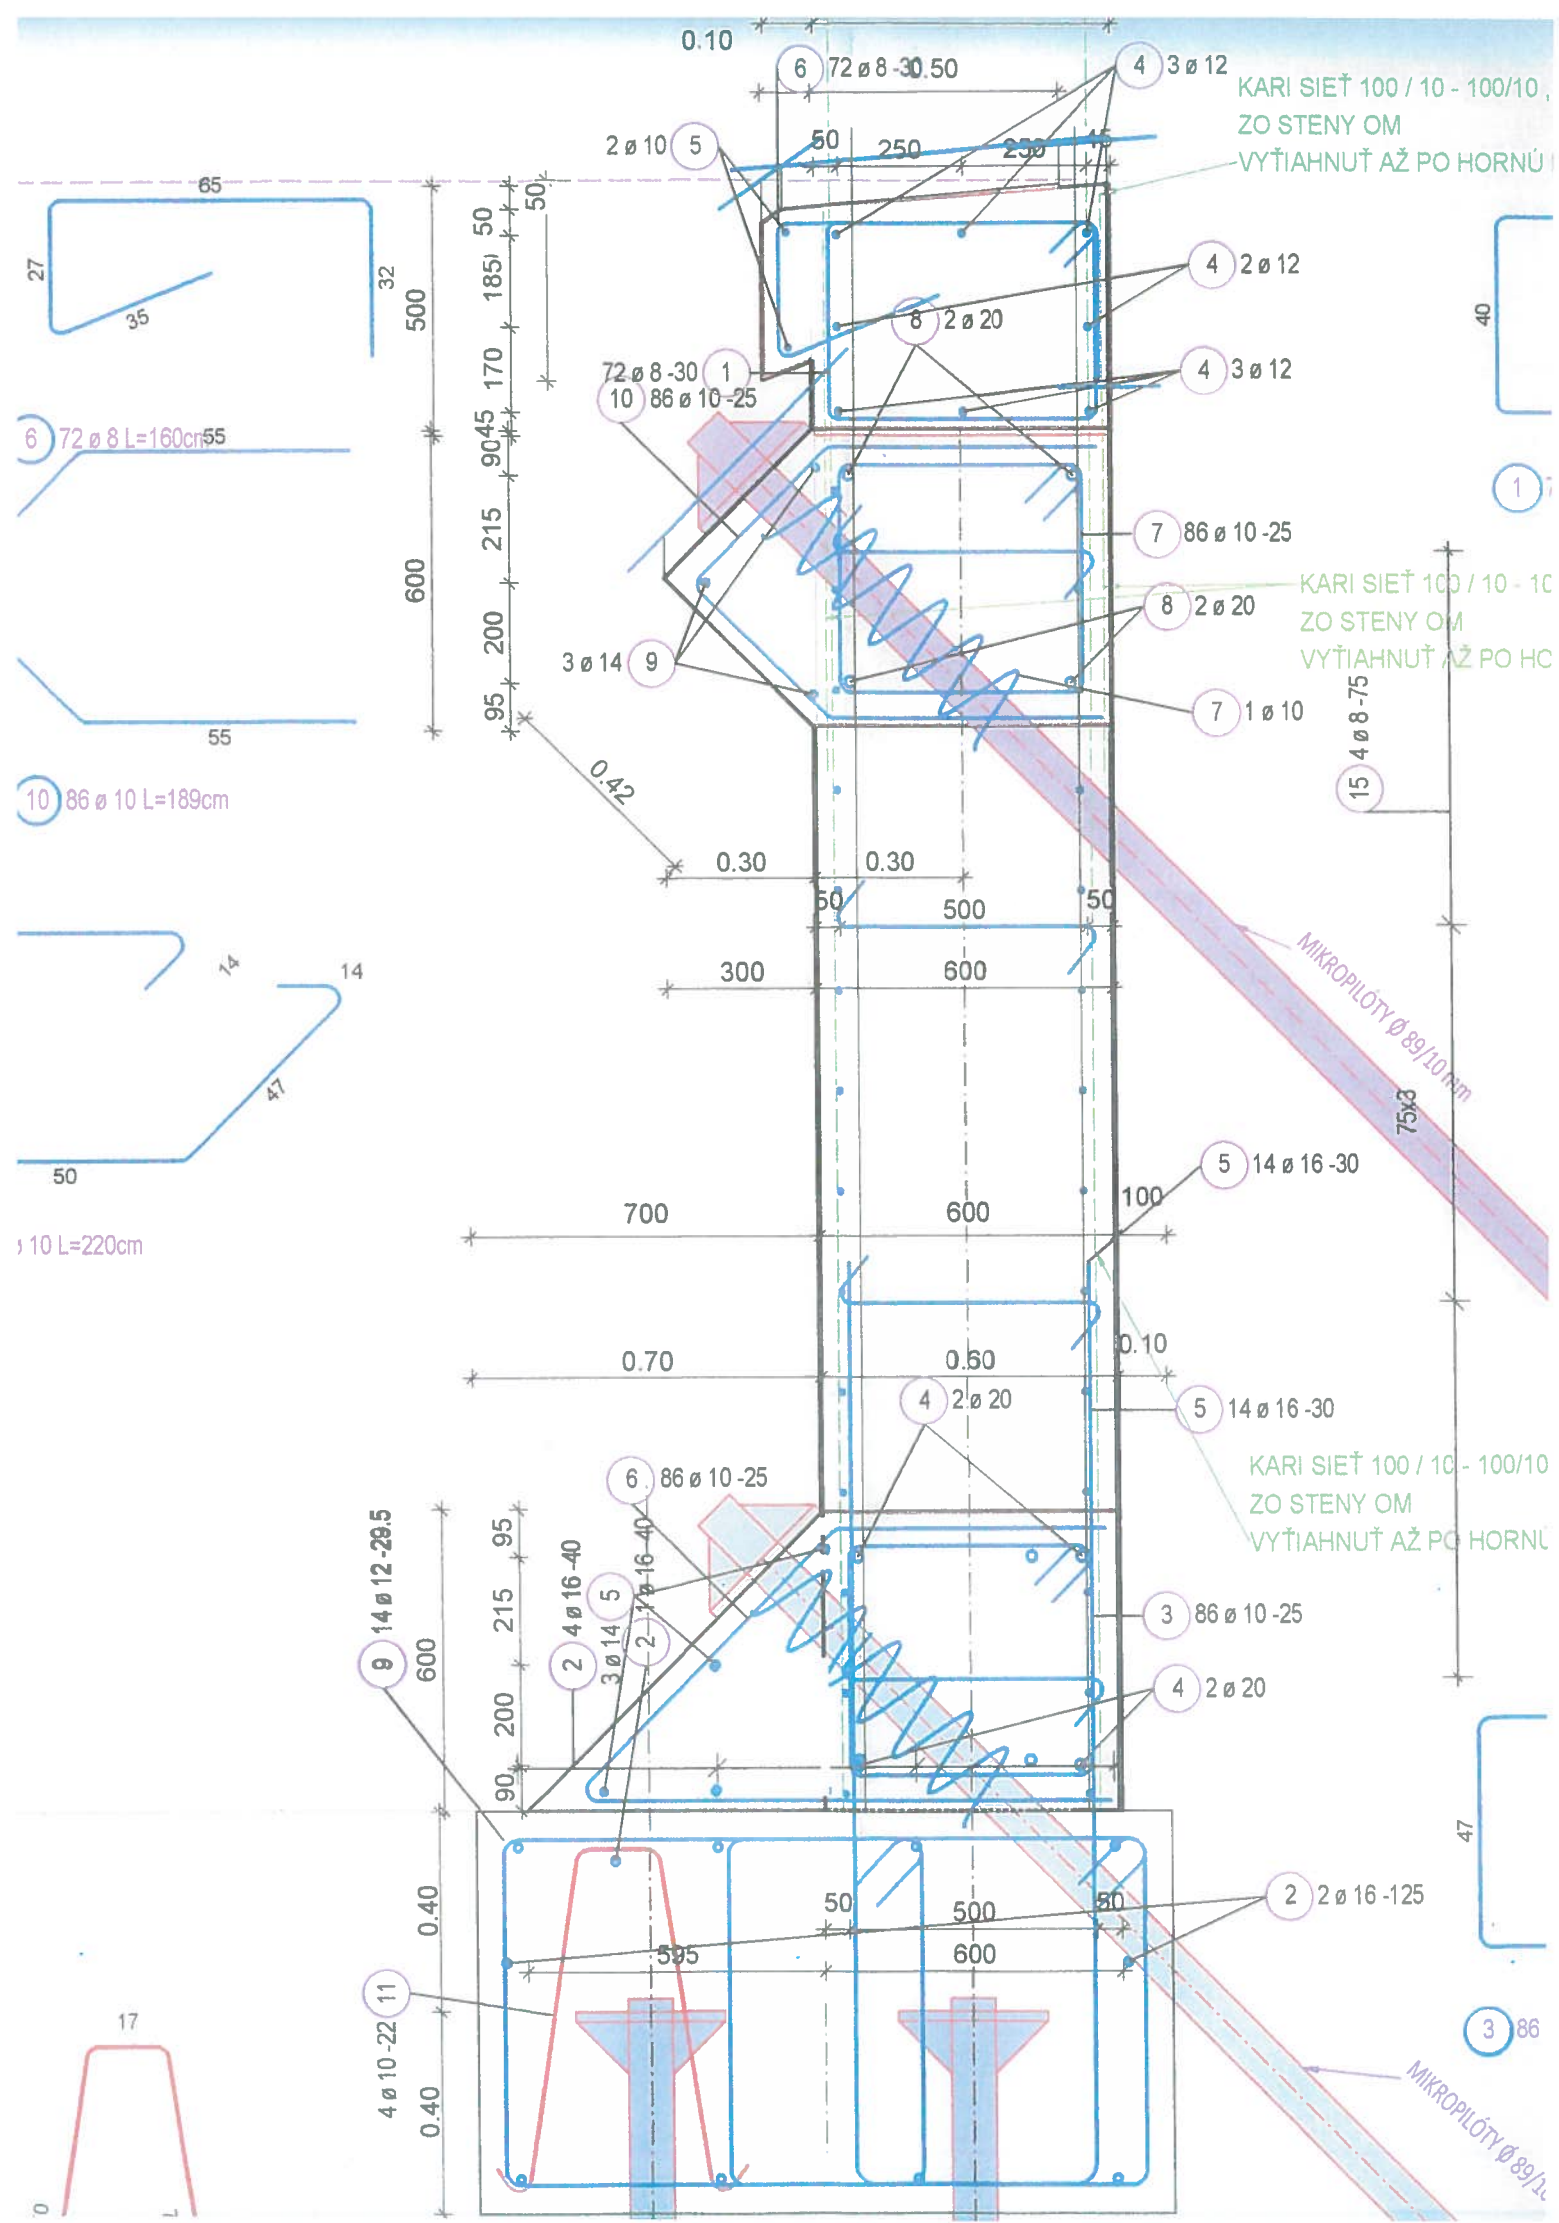 0.10
6 72 ø 8 -30
0.50
4 3 ø 12
KARI SIEŤ 100 / 10 - 100/10 ,
ZO STENY OM
VYŤIAHNUŤ AŽ PO HORNÚ
2 ø 10 5
50
250
250
45
65
27
32
35
50
50
185
170
45
500
4 2 ø 12
8 2 ø 20
40
72 ø 8 -30 1
4 3 ø 12
10 86 ø 10 -25
6 72 ø 8 L=160cm
55
90
215
200
95
600
1
7 86 ø 10 -25
KARI SIEŤ 100 / 10 - 10
ZO STENY OM
VYŤIAHNUŤ AŽ PO HO
8 2 ø 20
3 ø 14 9
7 1 ø 10
15 4 ø 8 -75
55
10 86 ø 10 L=189cm
0.42
0.30
0.30
50
500
50
300
600
MIKROPILÓTY Ø 89/10 mm
14
14
47
50
75x3
5 14 ø 16 -30
100
700
600
ø 10 L=220cm
0.10
0.70
0.60
4 2 ø 20
5 14 ø 16 -30
KARI SIEŤ 100 / 10 - 100/10
ZO STENY OM
VYŤIAHNUŤ AŽ PO HORNÚ
6 86 ø 10 -25
9 14 ø 12 -29.5
2 4 ø 16 -40
3 ø 14 5
2 1 ø 16 -40
95
215
200
90
600
3 86 ø 10 -25
4 2 ø 20
47
2 2 ø 16 -125
0.40
50
500
50
595
600
4 ø 10 -22 11
0.40
17
3 86
MIKROPILÓTY Ø 89/1